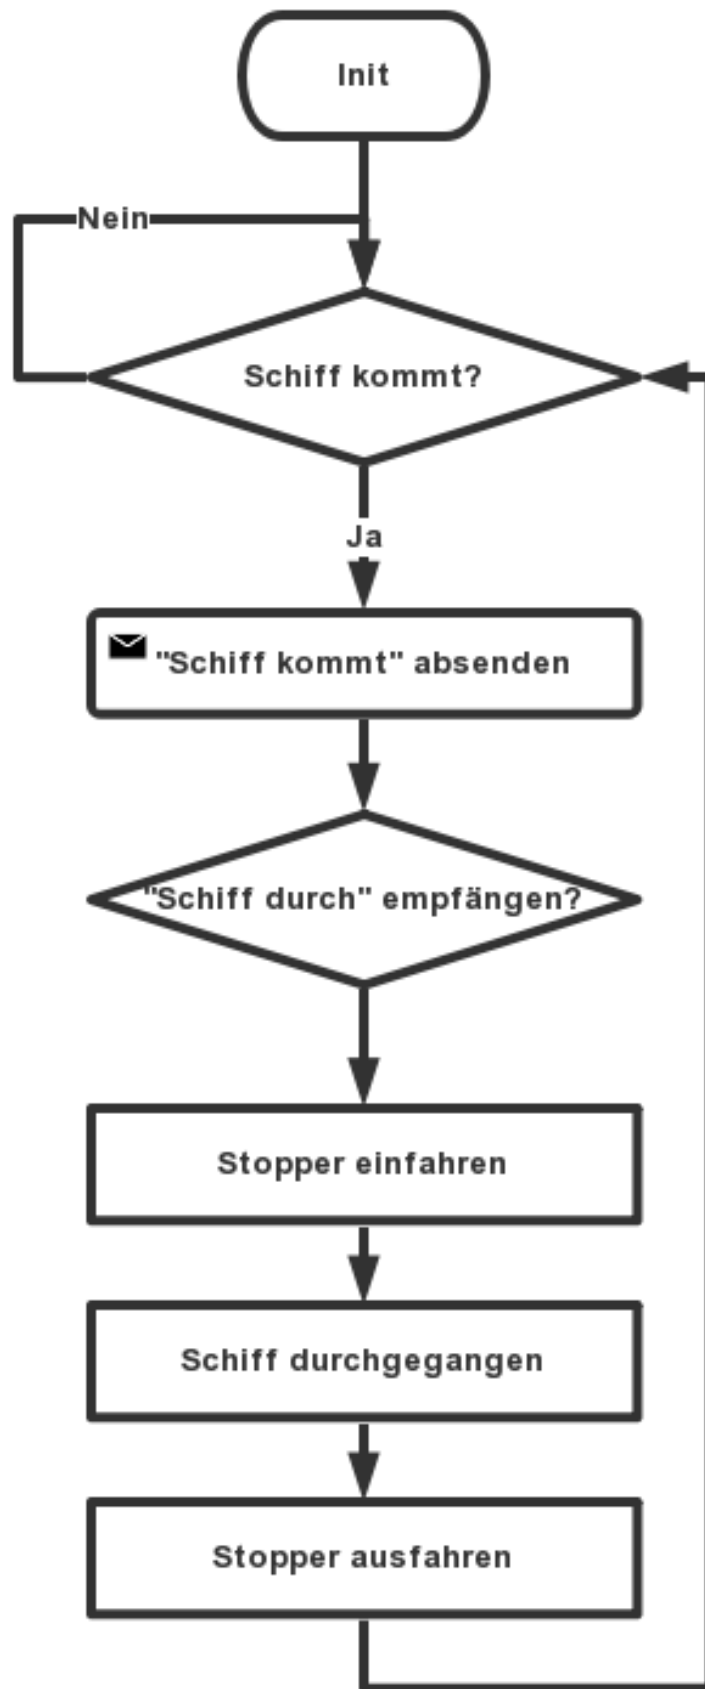 Init
Nein
Schiff kommt?
Ja
"Schiff kommt" absenden
"Schiff durch" empfängen?
Stopper einfahren
Schiff durchgegangen
Stopper ausfahren